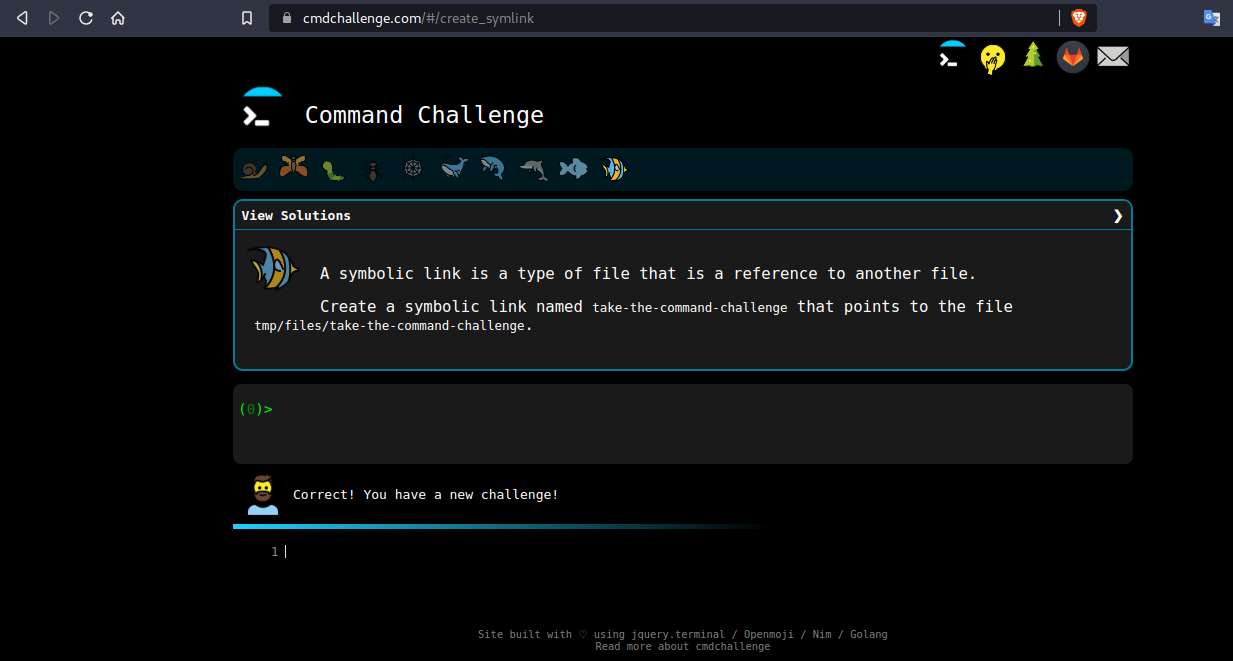 cmdchallenge.com/#/create_symlink
Command Challenge
View Solutions ❯
A symbolic link is a type of file that is a reference to another file.
Create a symbolic link named take-the-command-challenge that points to the file
tmp/files/take-the-command-challenge.
(0)>
Correct! You have a new challenge!
1
Site built with ♡ using jquery.terminal / Openmoji / Nim / Golang
Read more about cmdchallenge